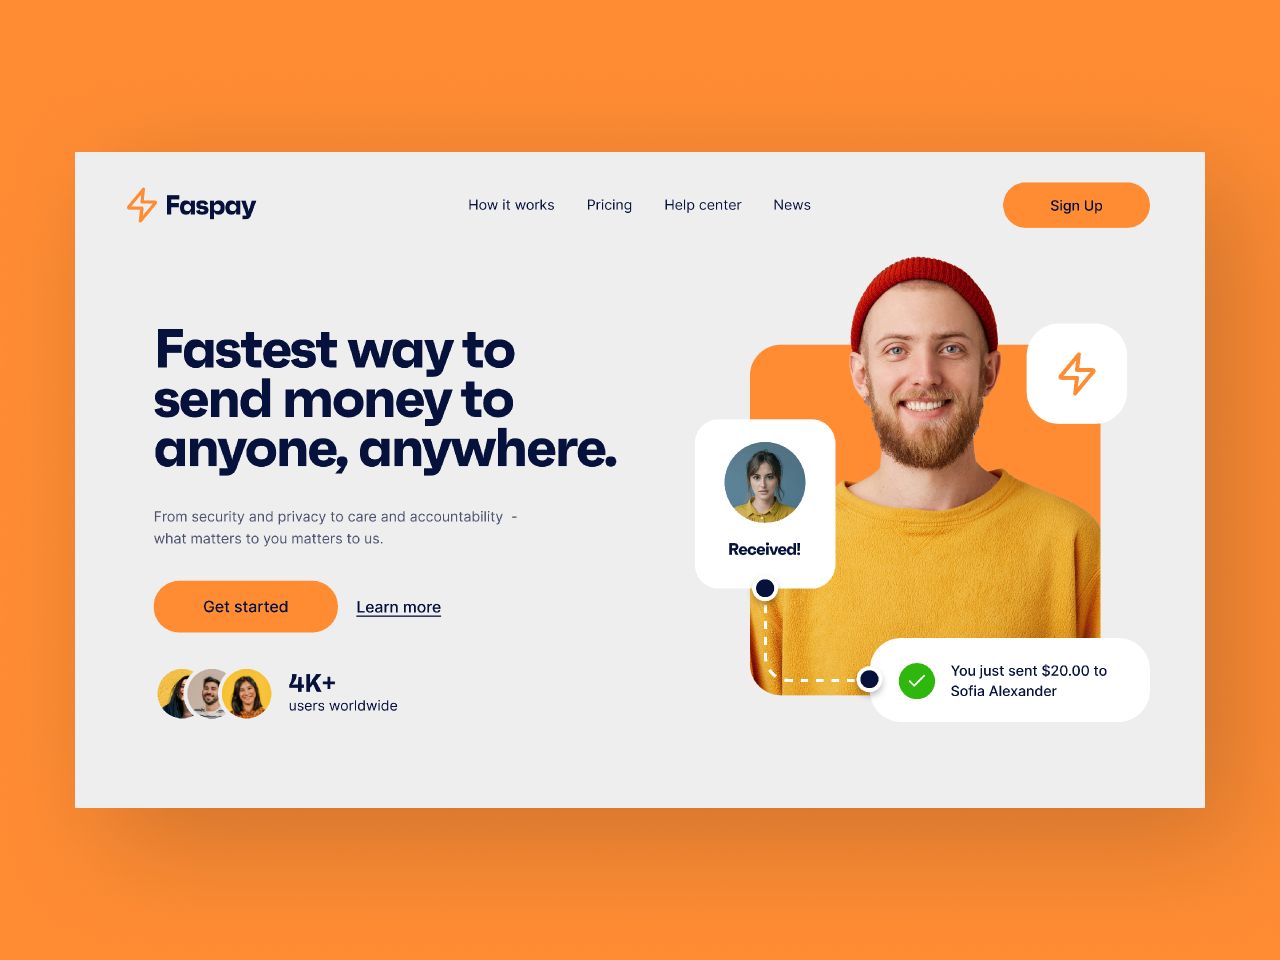 Faspay
How it works
Pricing
Help center
News
Sign Up
Fastest way to
send money to
anyone, anywhere.
From security and privacy to care and accountability -
what matters to you matters to us.
Get started
Learn more
4K+
users worldwide
Received!
You just sent $20.00 to
Sofia Alexander